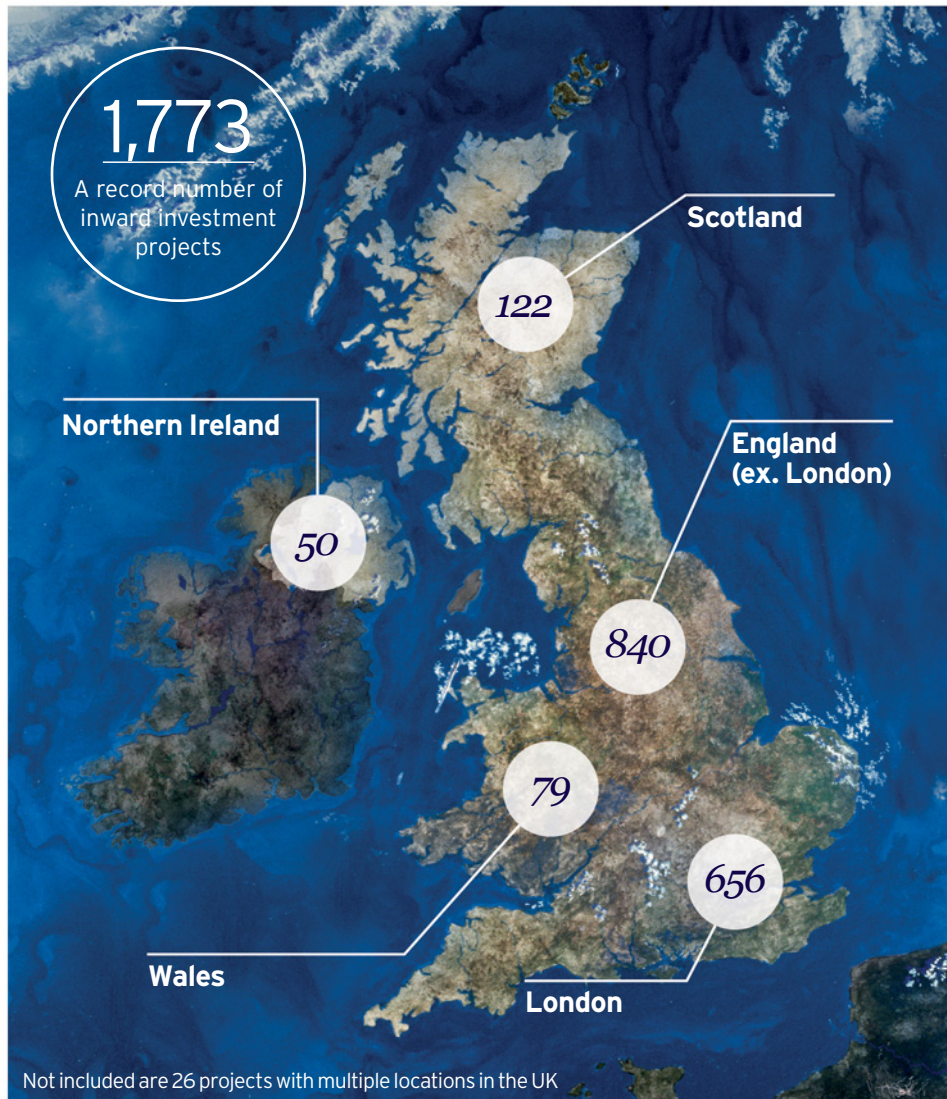 1,773
A record number of
inward investment
projects
Scotland
122
Northern Ireland
50
England
(ex. London)
840
79
Wales
656
London
Not included are 26 projects with multiple locations in the UK